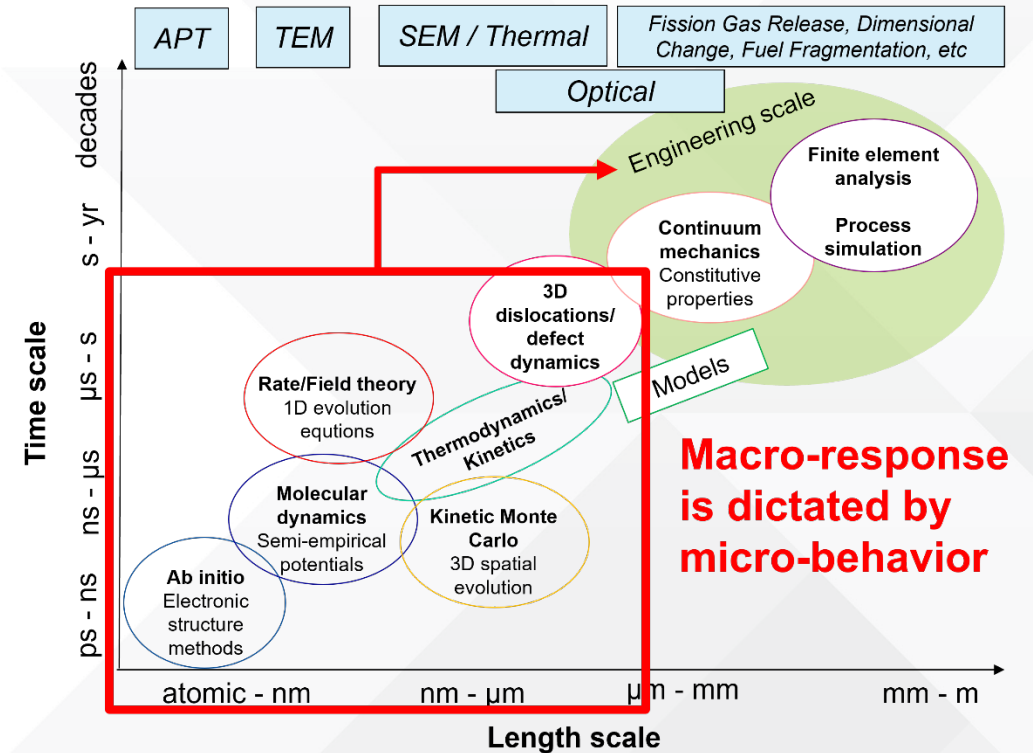 APT
TEM
SEM / Thermal
Fission Gas Release, Dimensional
Change, Fuel Fragmentation, etc
Optical
Engineering scale
Finite element
analysis
Process
simulation
Continuum
mechanics
Constitutive
properties
3D
dislocations/
defect
dynamics
Models
Rate/Field theory
1D evolution
equtions
Thermodynamics/
Kinetics
Molecular
dynamics
Semi-empirical
potentials
Kinetic Monte
Carlo
3D spatial
evolution
Ab initio
Electronic
structure
methods
Macro-response
is dictated by
micro-behavior
Time scale
decades
s - yr
µs - s
ns - µs
ps - ns
atomic - nm
nm - µm
µm - mm
mm - m
Length scale